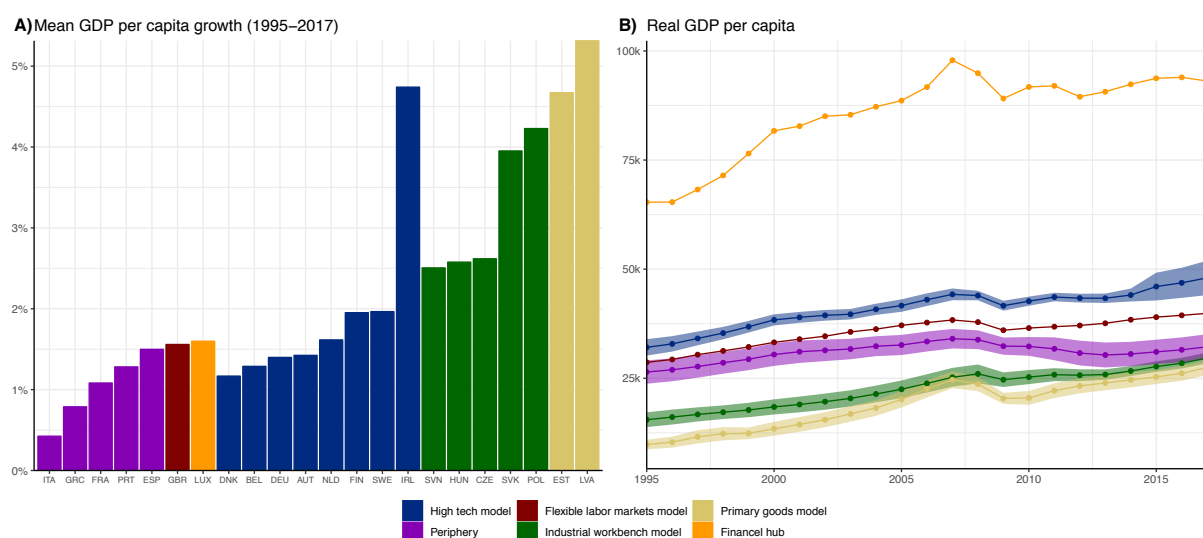 A) Mean GDP per capita growth (1995−2017)
5%
4%
3%
2%
1%
0%
ITA GRC FRA PRT ESP GBR LUX DNK BEL DEU AUT NLD FIN SWE IRL SVN HUN CZE SVK POL EST LVA
B) Real GDP per capita
100k
75k
50k
25k
1995 2000 2005 2010 2015
High tech model Flexible labor markets model Primary goods model
Periphery Industrial workbench model Financel hub